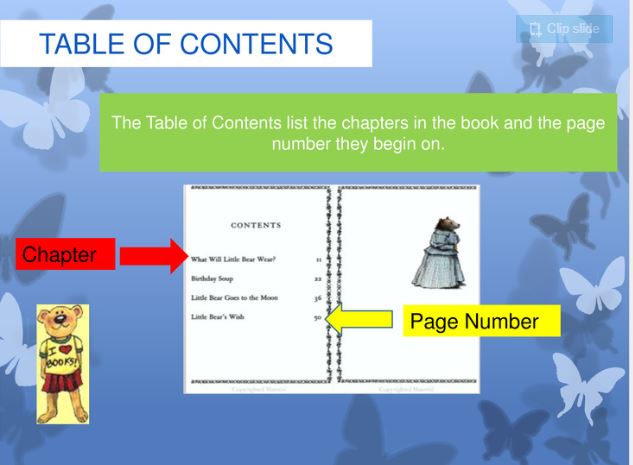 Clip slide
TABLE OF CONTENTS
The Table of Contents list the chapters in the book and the page
number they begin on.
CONTENTS
Chapter
What Will Little Bear Wear? 11
Birthday Soup 22
Little Bear Goes to the Moon 36
Little Bear's Wish 50
Page Number
I ❤
BOOKS!
Copyrighted Material
Copyrighted Material